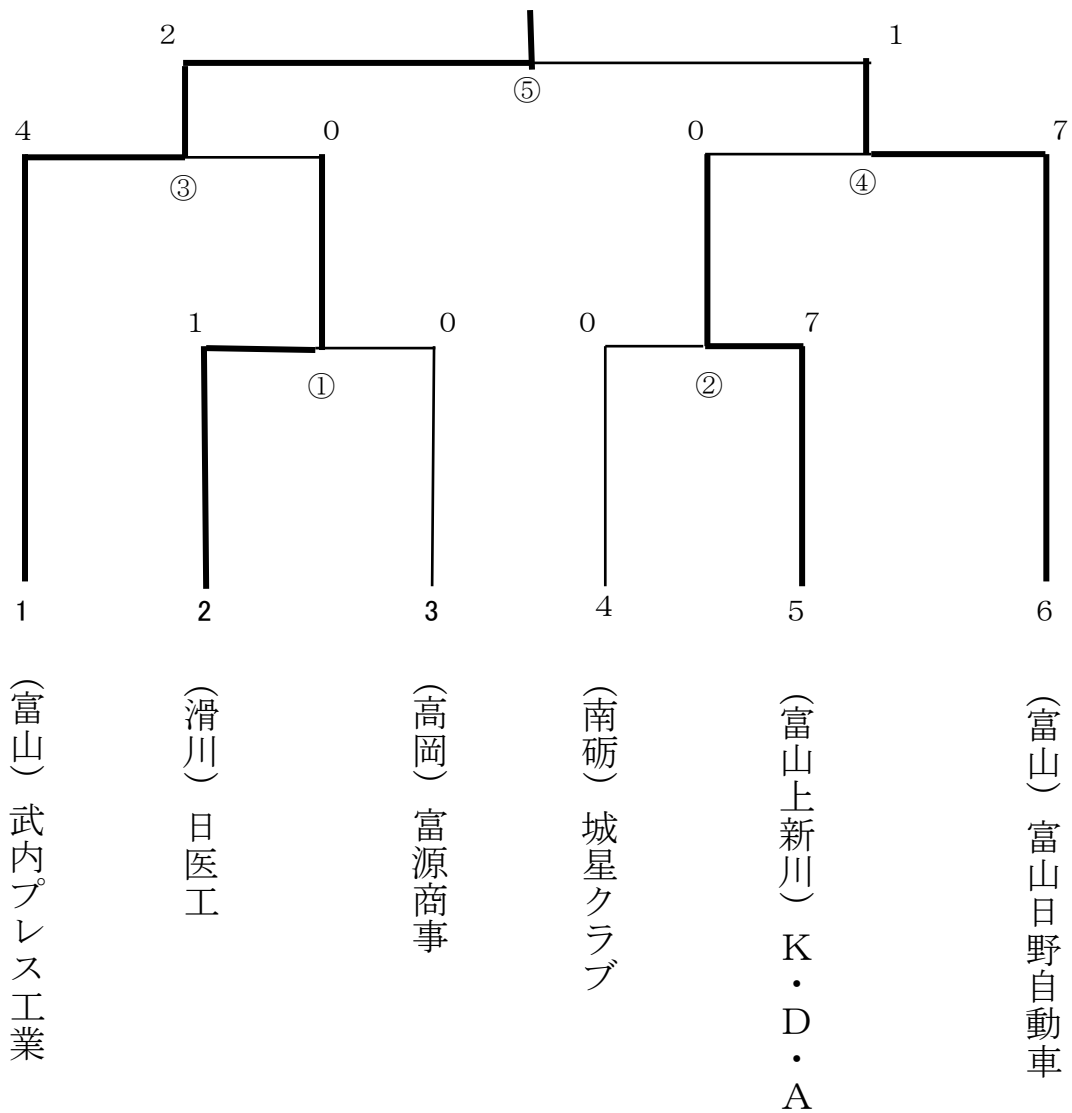 ２ １
⑤
４ ０ ０ ７
③ ④
１ ０ ０ ７
① ②
1 2 3 ４ ５ ６
（富山）武内プレス工業
（滑川）日医工
（高岡）富源商事
（南砺）城星クラブ
（富山上新川）Ｋ・Ｄ・Ａ
（富山）富山日野自動車